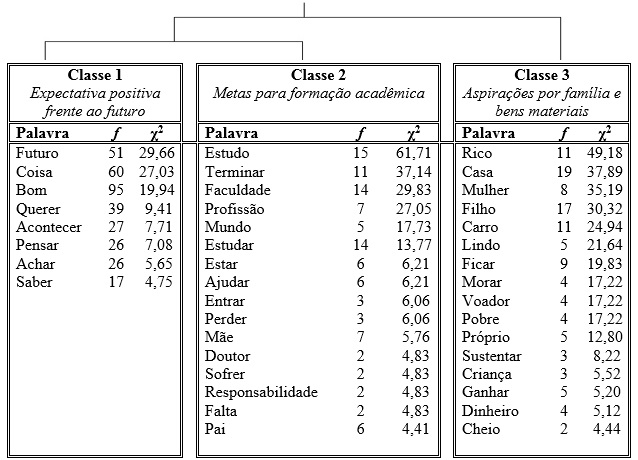 Classe 1
Expectativa positiva
frente ao futuro
Palavra f χ²
Futuro 51 29,66
Coisa 60 27,03
Bom 95 19,94
Querer 39 9,41
Acontecer 27 7,71
Pensar 26 7,08
Achar 26 5,65
Saber 17 4,75
Classe 2
Metas para formação acadêmica
Palavra f χ²
Estudo 15 61,71
Terminar 11 37,14
Faculdade 14 29,83
Profissão 7 27,05
Mundo 5 17,73
Estudar 14 13,77
Estar 6 6,21
Ajudar 6 6,21
Entrar 3 6,06
Perder 3 6,06
Mãe 7 5,76
Doutor 2 4,83
Sofrer 2 4,83
Responsabilidade 2 4,83
Falta 2 4,83
Pai 6 4,41
Classe 3
Aspirações por família e
bens materiais
Palavra f χ²
Rico 11 49,18
Casa 19 37,89
Mulher 8 35,19
Filho 17 30,32
Carro 11 24,94
Lindo 5 21,64
Ficar 9 19,83
Morar 4 17,22
Voador 4 17,22
Pobre 4 17,22
Próprio 5 12,80
Sustentar 3 8,22
Criança 3 5,52
Ganhar 5 5,20
Dinheiro 4 5,12
Cheio 2 4,44